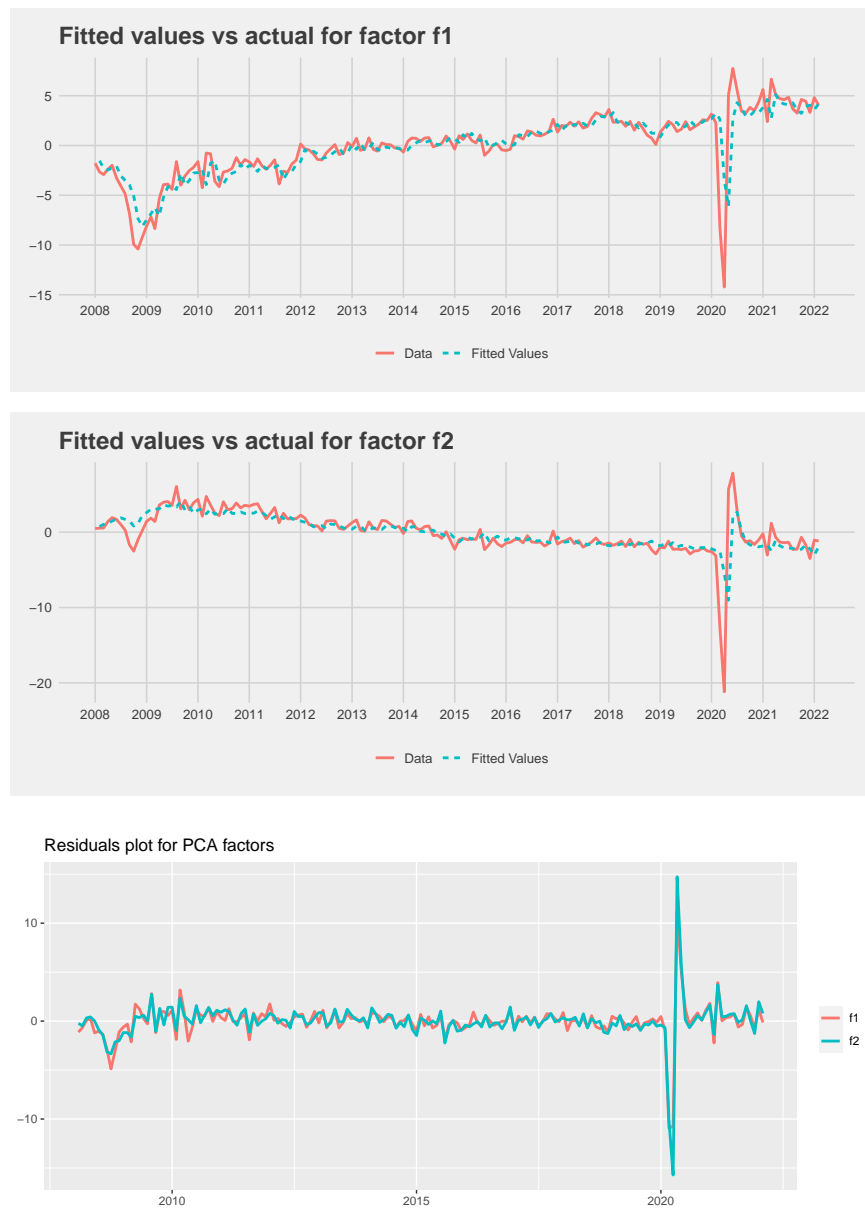 Fitted values vs actual for factor f1
5
0
−5
−10
−15
2008 2009 2010 2011 2012 2013 2014 2015 2016 2017 2018 2019 2020 2021 2022
Data Fitted Values
Fitted values vs actual for factor f2
0
−10
−20
2008 2009 2010 2011 2012 2013 2014 2015 2016 2017 2018 2019 2020 2021 2022
Data Fitted Values
Residuals plot for PCA factors
10
0
−10
2010 2015 2020
f1
f2